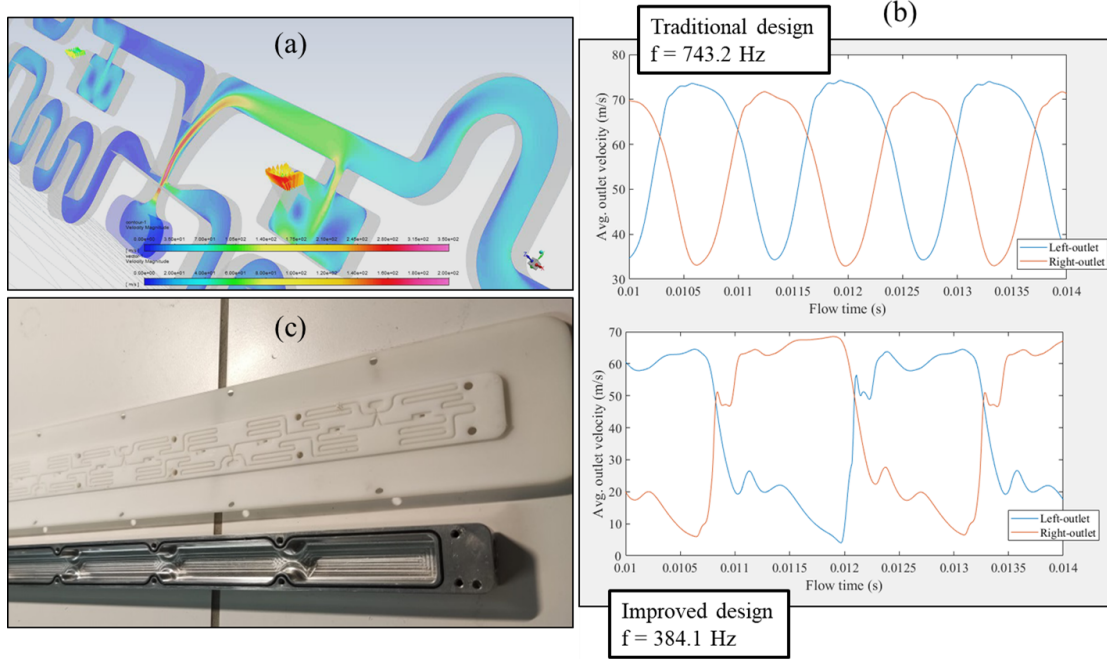 (a)
Velocity Magnitude
[ m/s ]
Velocity Magnitude
[ m/s ]
(c)
(b)
Traditional design
f = 743.2 Hz
Avg. outlet velocity (m/s)
80
70
60
50
40
30
0.01 0.0105 0.011 0.0115 0.012 0.0125 0.013 0.0135 0.014
Flow time (s)
Left-outlet
Right-outlet
Avg. outlet velocity (m/s)
70
60
50
40
30
20
10
0
0.01 0.0105 0.011 0.0115 0.012 0.0125 0.013 0.0135 0.014
Flow time (s)
Left-outlet
Right-outlet
Improved design
f = 384.1 Hz